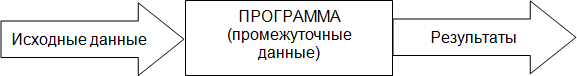 Исходные данные
ПРОГРАММА
(промежуточные
данные)
Результаты